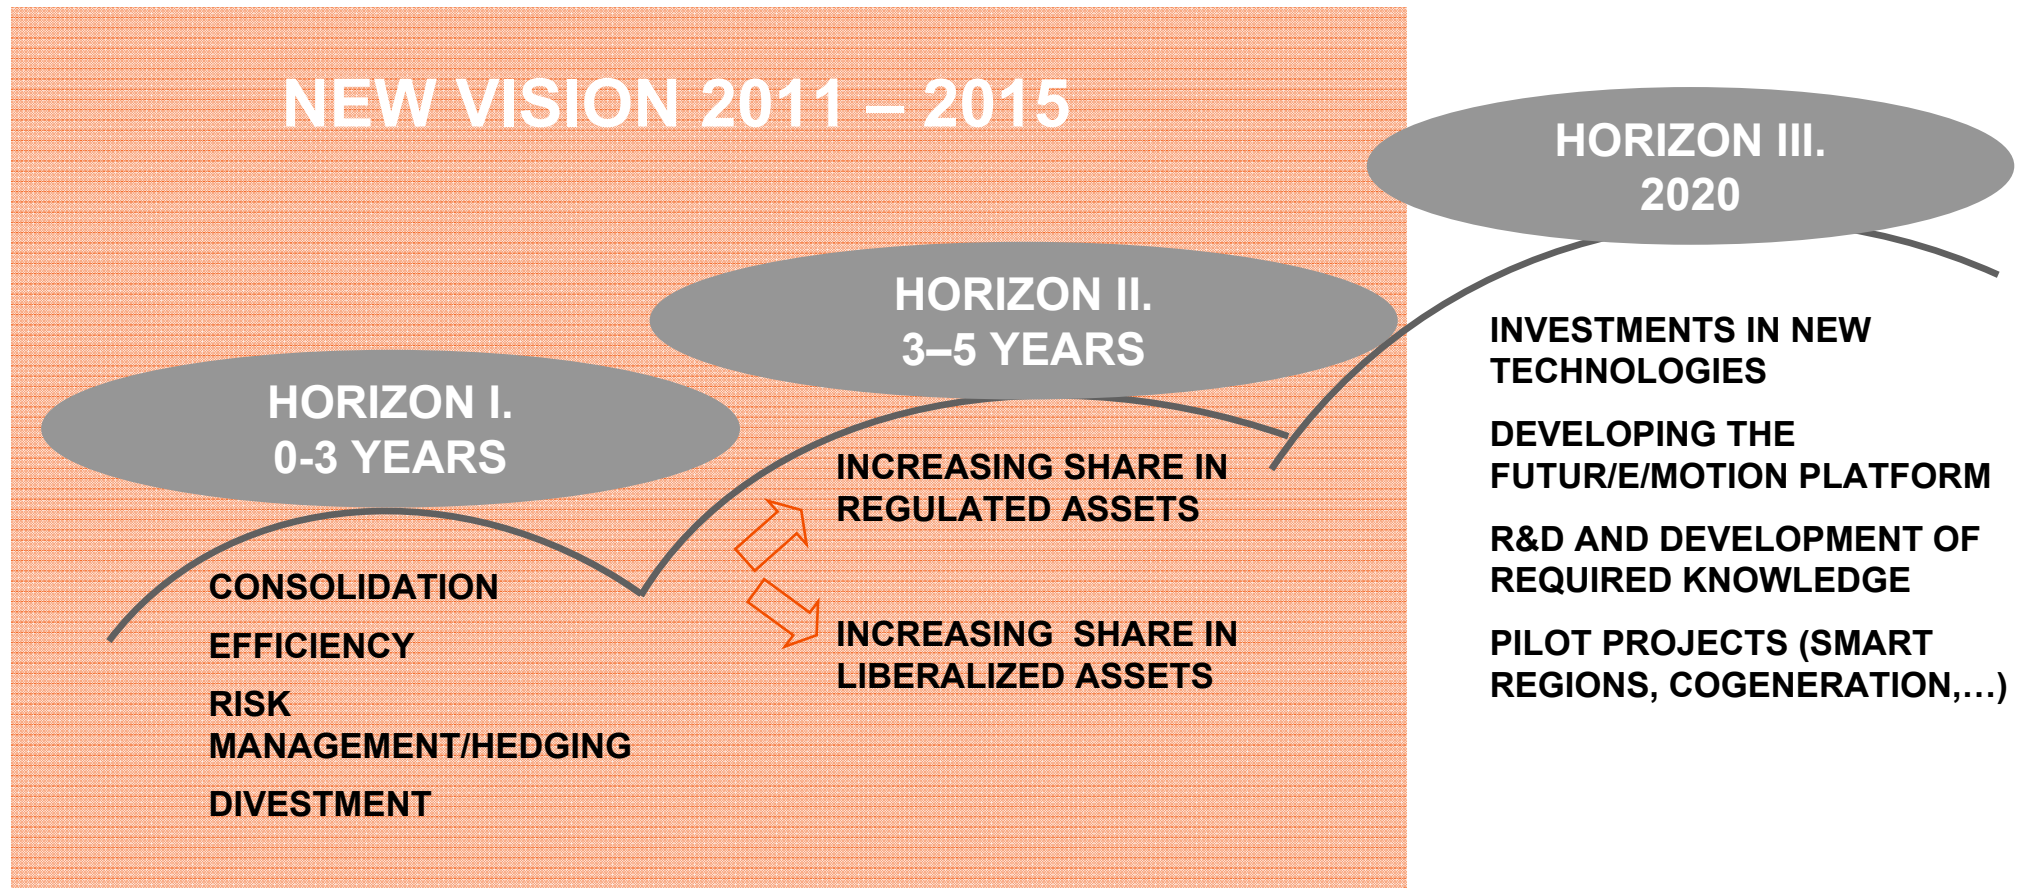 NEW VISION 2011 – 2015
HORIZON I.
0-3 YEARS
CONSOLIDATION
EFFICIENCY
RISK
MANAGEMENT/HEDGING
DIVESTMENT
HORIZON II.
3–5 YEARS
INCREASING SHARE IN
REGULATED ASSETS
INCREASING  SHARE IN
LIBERALIZED ASSETS
HORIZON III.
2020
INVESTMENTS IN NEW
TECHNOLOGIES
DEVELOPING THE
FUTUR/E/MOTION PLATFORM
R&D AND DEVELOPMENT OF
REQUIRED KNOWLEDGE
PILOT PROJECTS (SMART
REGIONS, COGENERATION,…)